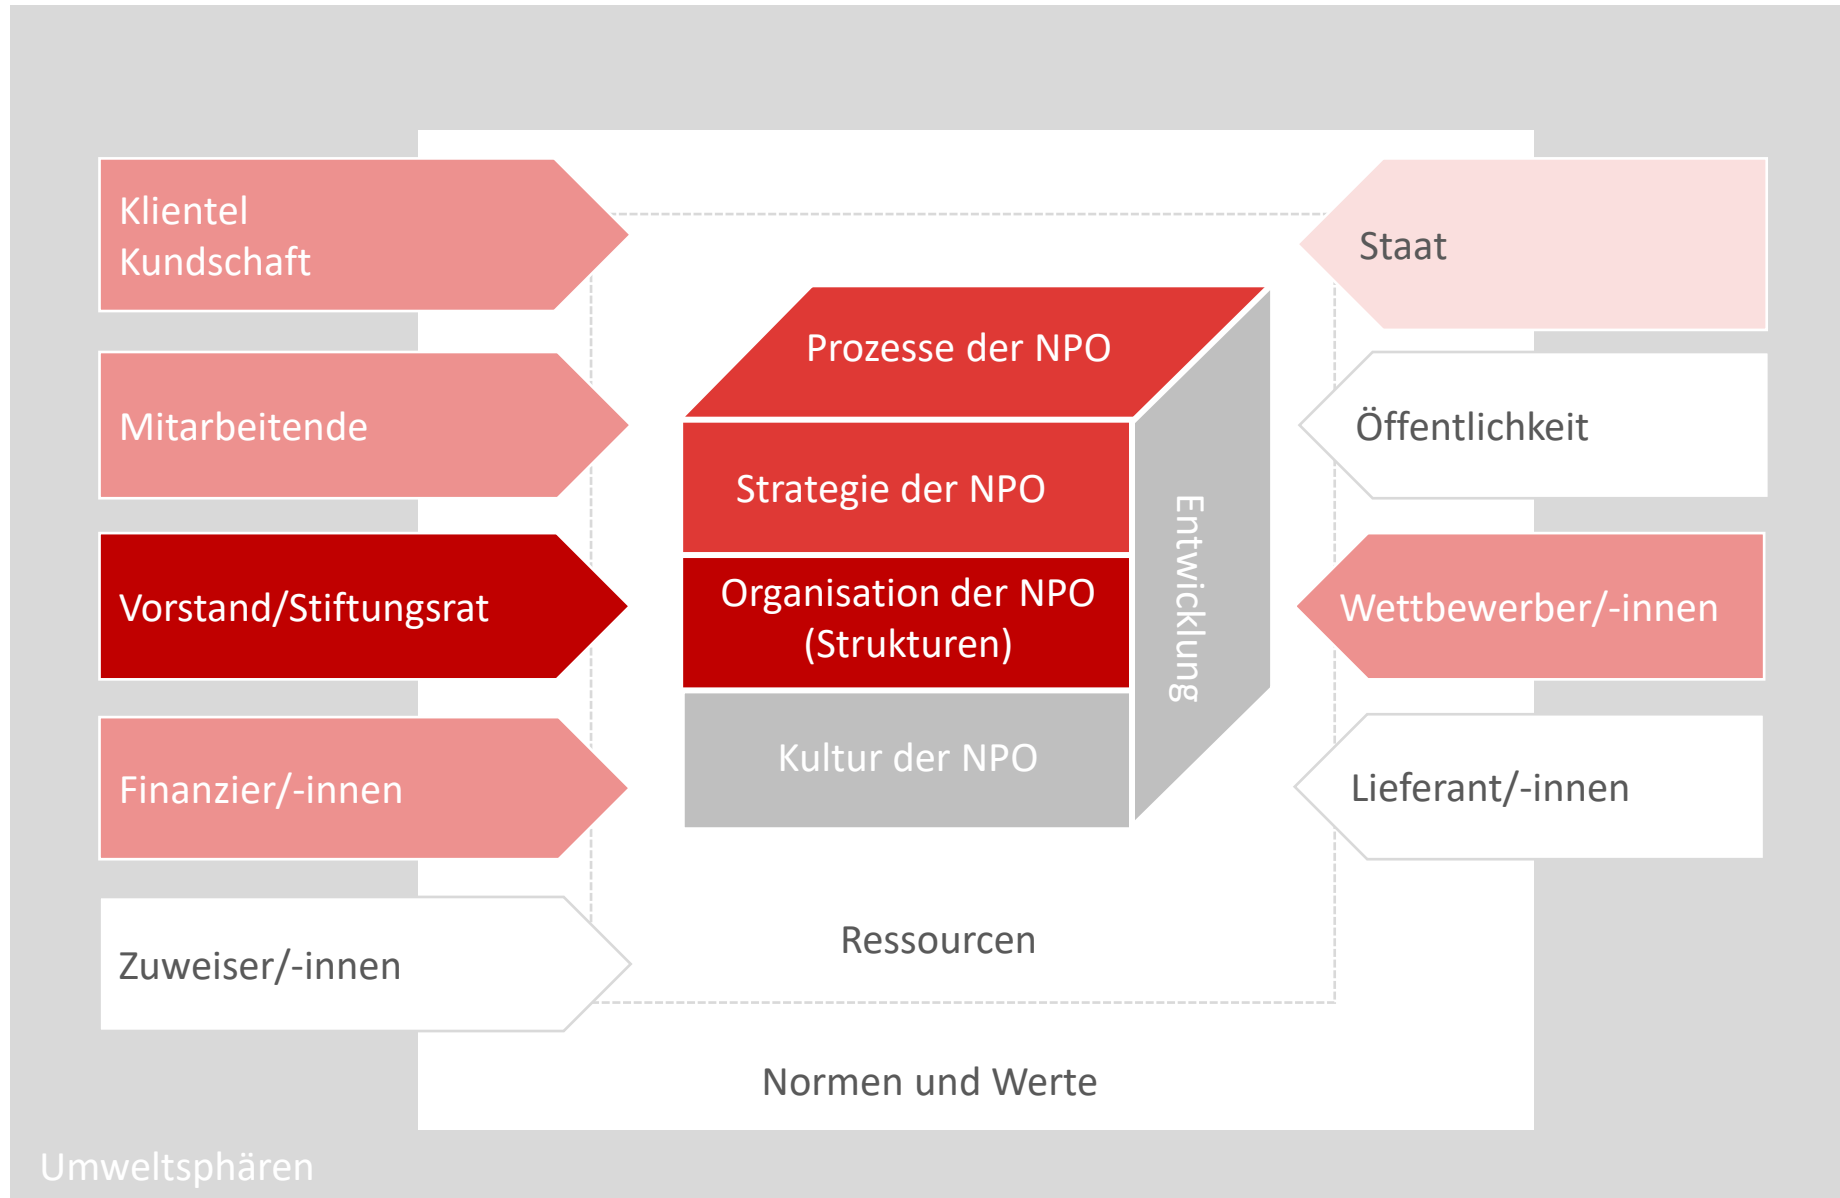 Klientel
Kundschaft
Mitarbeitende
Vorstand/Stiftungsrat
Finanzier/-innen
Zuweiser/-innen
Prozesse der NPO
Strategie der NPO
Organisation der NPO
(Strukturen)
Kultur der NPO
Entwicklung
Staat
Öffentlichkeit
Wettbewerber/-innen
Lieferant/-innen
Ressourcen
Normen und Werte
Umweltsphären